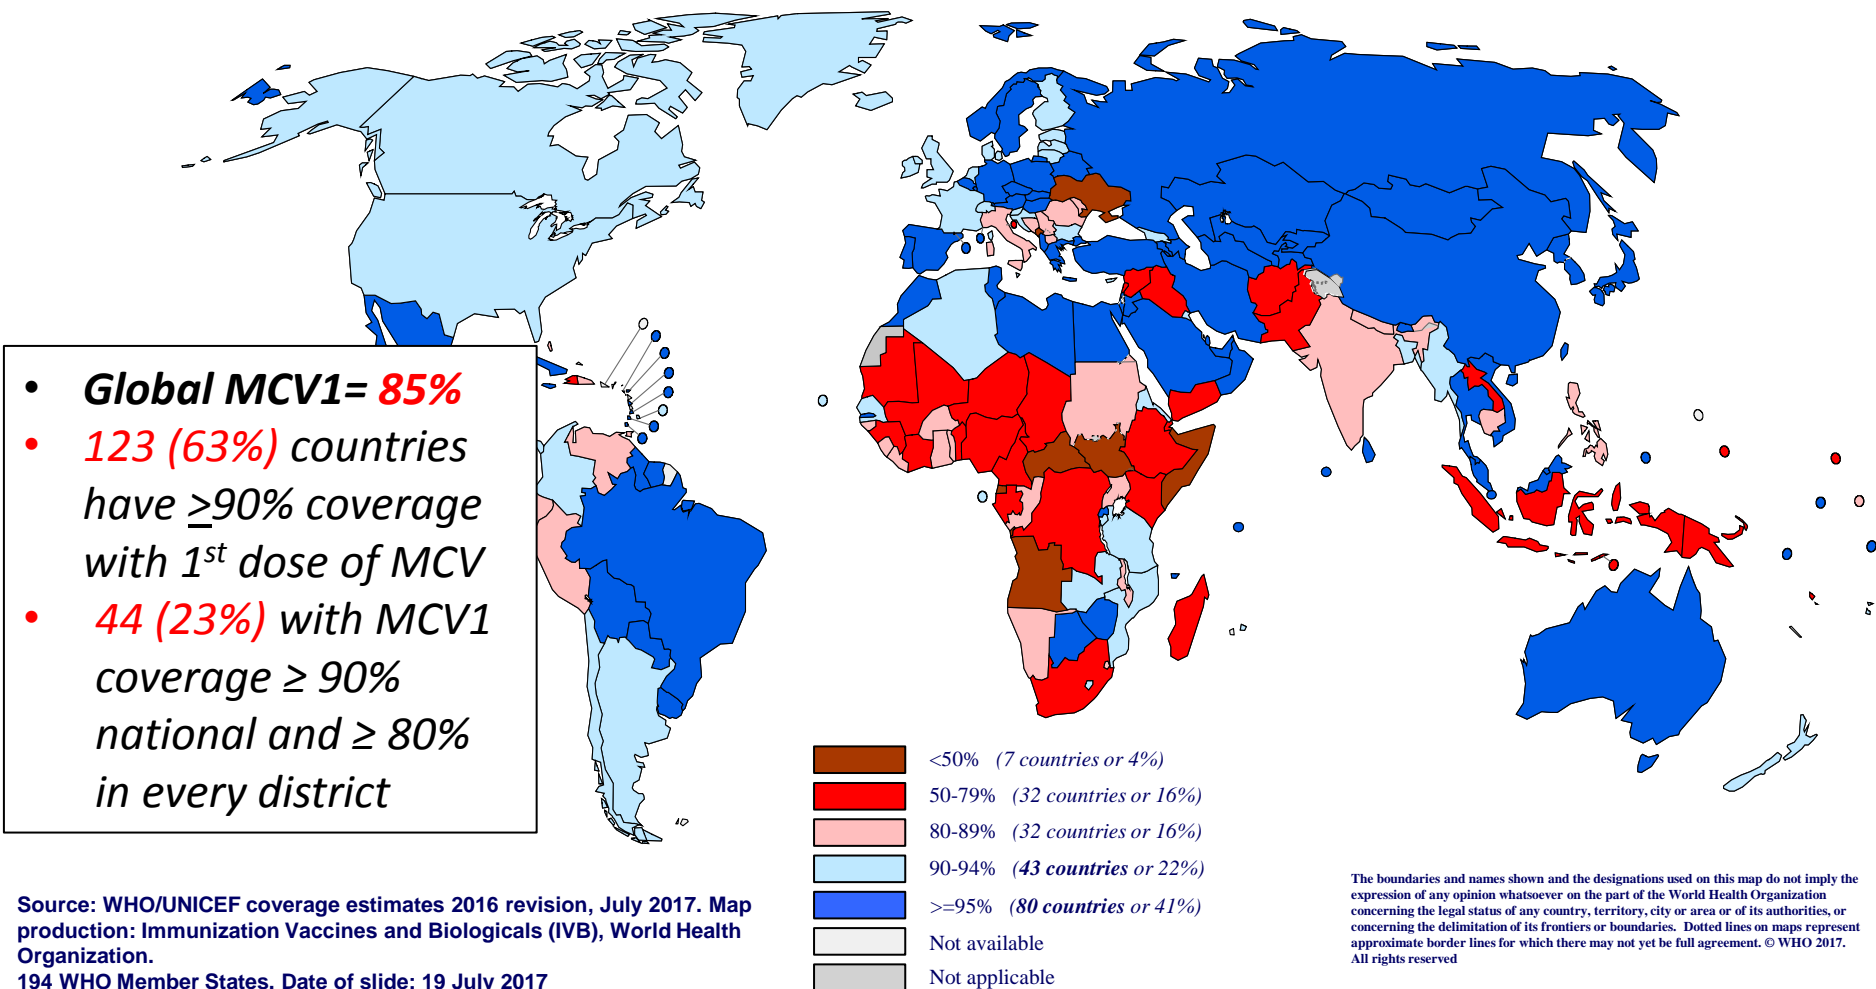 • Global MCV1= 85%
• 123 (63%) countries
have >90% coverage
with 1st dose of MCV
• 44 (23%) with MCV1
coverage ≥ 90%
national and ≥ 80%
in every district
<50% (7 countries or 4%)
50-79% (32 countries or 16%)
80-89% (32 countries or 16%)
90-94% (43 countries or 22%)
>=95% (80 countries or 41%)
Not available
Not applicable
Source: WHO/UNICEF coverage estimates 2016 revision, July 2017. Map
production: Immunization Vaccines and Biologicals (IVB), World Health
Organization.
194 WHO Member States. Date of slide: 19 July 2017
The boundaries and names shown and the designations used on this map do not imply the
expression of any opinion whatsoever on the part of the World Health Organization
concerning the legal status of any country, territory, city or area or of its authorities, or
concerning the delimitation of its frontiers or boundaries. Dotted lines on maps represent
approximate border lines for which there may not yet be full agreement. © WHO 2017.
All rights reserved